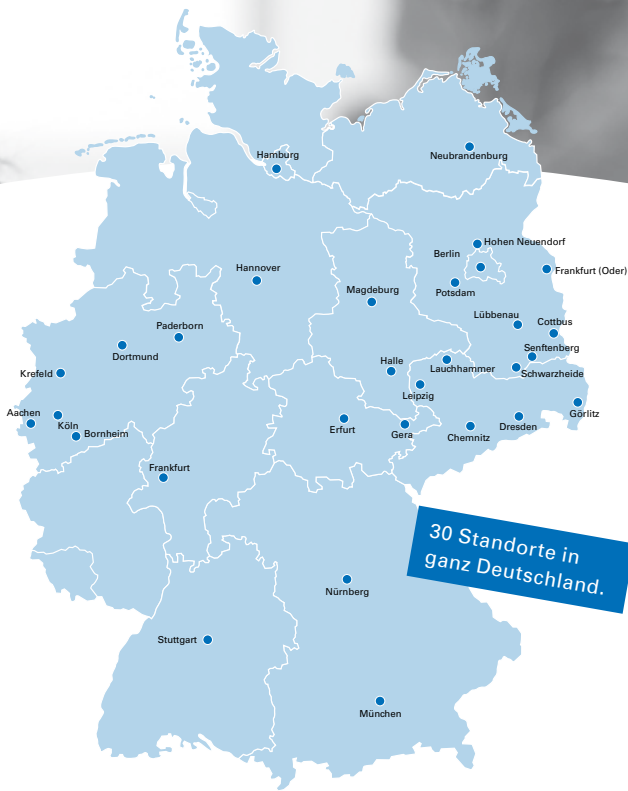 Hamburg
Neubrandenburg
Hohen Neuendorf
Berlin
Frankfurt (Oder)
Hannover
Potsdam
Magdeburg
Lübbenau
Cottbus
Paderborn
Senftenberg
Dortmund
Halle
Lauchhammer
Schwarzheide
Krefeld
Leipzig
Aachen
Görlitz
Köln
Bornheim
Erfurt
Gera
Chemnitz
Dresden
Frankfurt
30 Standorte in
ganz Deutschland.
Nürnberg
Stuttgart
München